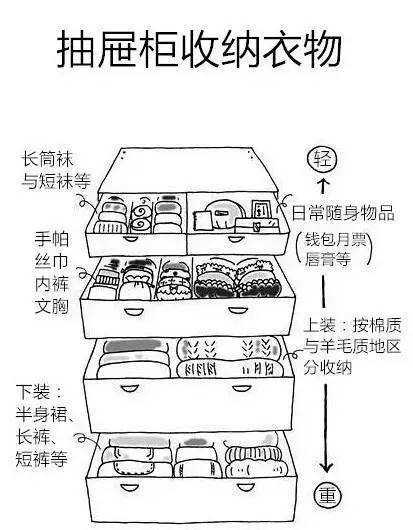 抽屉柜收纳衣物
长筒袜
与短袜等
轻
日常随身物品
(钱包月票
唇膏等)
手帕
丝巾
内裤
文胸
上装：按棉质
与羊毛质地区
分收纳
下装：
半身裙、
长裤、
短裤等
重